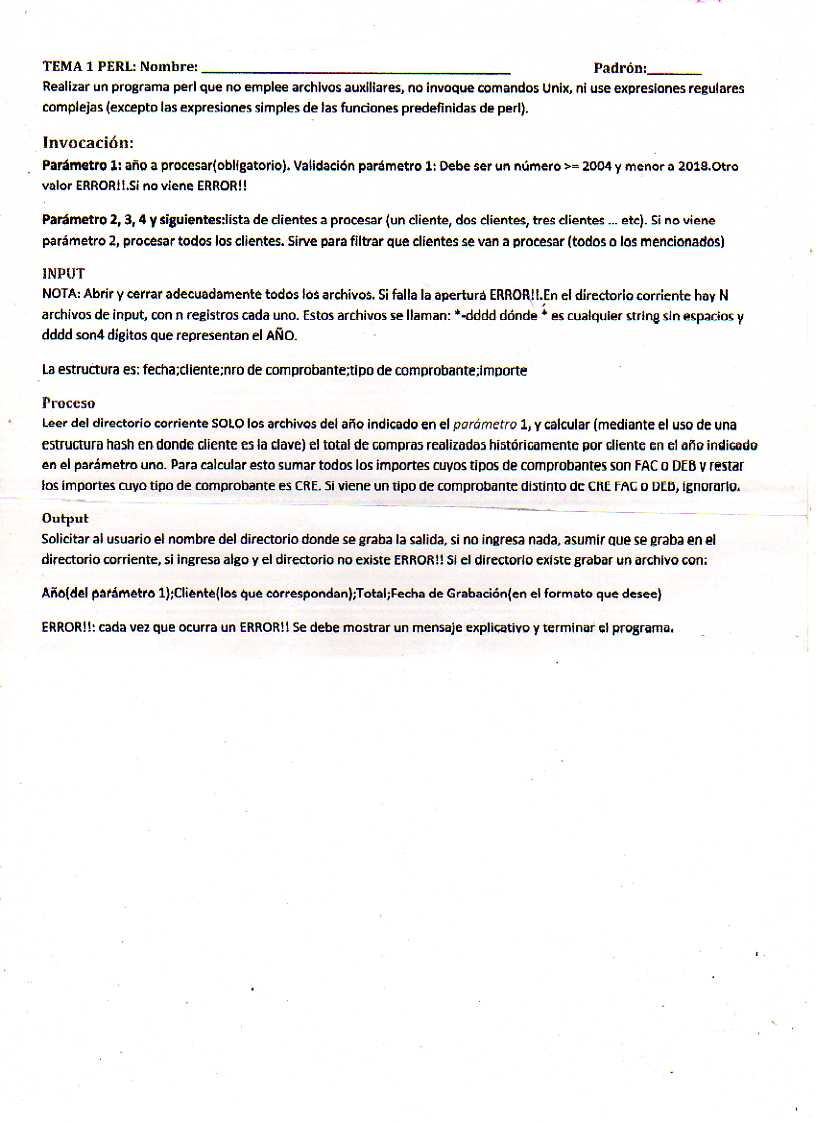 TEMA 1 PERL: Nombre: ____________________ Padrón:_______
Realizar un programa perl que no emplee archivos auxiliares, no invoque comandos Unix, ni use expresiones regulares
complejas (excepto las expresiones simples de las funciones predefinidas de perl).
Invocación:
Parámetro 1: año a procesar(obligatorio). Validación parámetro 1: Debe ser un número >= 2004 y menor a 2018.Otro
valor ERROR!!.Si no viene ERROR!!
Parámetro 2, 3, 4 y siguientes:lista de clientes a procesar (un cliente, dos clientes, tres clientes ... etc). Si no viene
parámetro 2, procesar todos los clientes. Sirve para filtrar que clientes se van a procesar (todos o los mencionados)
INPUT
NOTA: Abrir y cerrar adecuadamente todos los archivos. Si falla la apertura ERROR!!.En el directorio corriente hay N
archivos de input, con n registros cada uno. Estos archivos se llaman: *-dddd dónde * es cualquier string sin espacios y
dddd son4 dígitos que representan el AÑO.
La estructura es: fecha;cliente;nro de comprobante;tipo de comprobante;importe
Proceso
Leer del directorio corriente SOLO los archivos del año indicado en el parámetro 1, y calcular (mediante el uso de una
estructura hash en donde cliente es la clave) el total de compras realizadas históricamente por cliente en el año indicado
en el parámetro uno. Para calcular esto sumar todos los importes cuyos tipos de comprobantes son FAC o DEB y restar
los importes cuyo tipo de comprobante es CRE. Si viene un tipo de comprobante distinto de CRE FAC o DEB, ignorarlo.
Output
Solicitar al usuario el nombre del directorio donde se graba la salida, si no ingresa nada, asumir que se graba en el
directorio corriente, si ingresa algo y el directorio no existe ERROR!! Si el directorio existe grabar un archivo con:
Año(del parámetro 1);Cliente(los que correspondan);Total;Fecha de Grabación(en el formato que desee)
ERROR!!: cada vez que ocurra un ERROR!! Se debe mostrar un mensaje explicativo y terminar el programa.